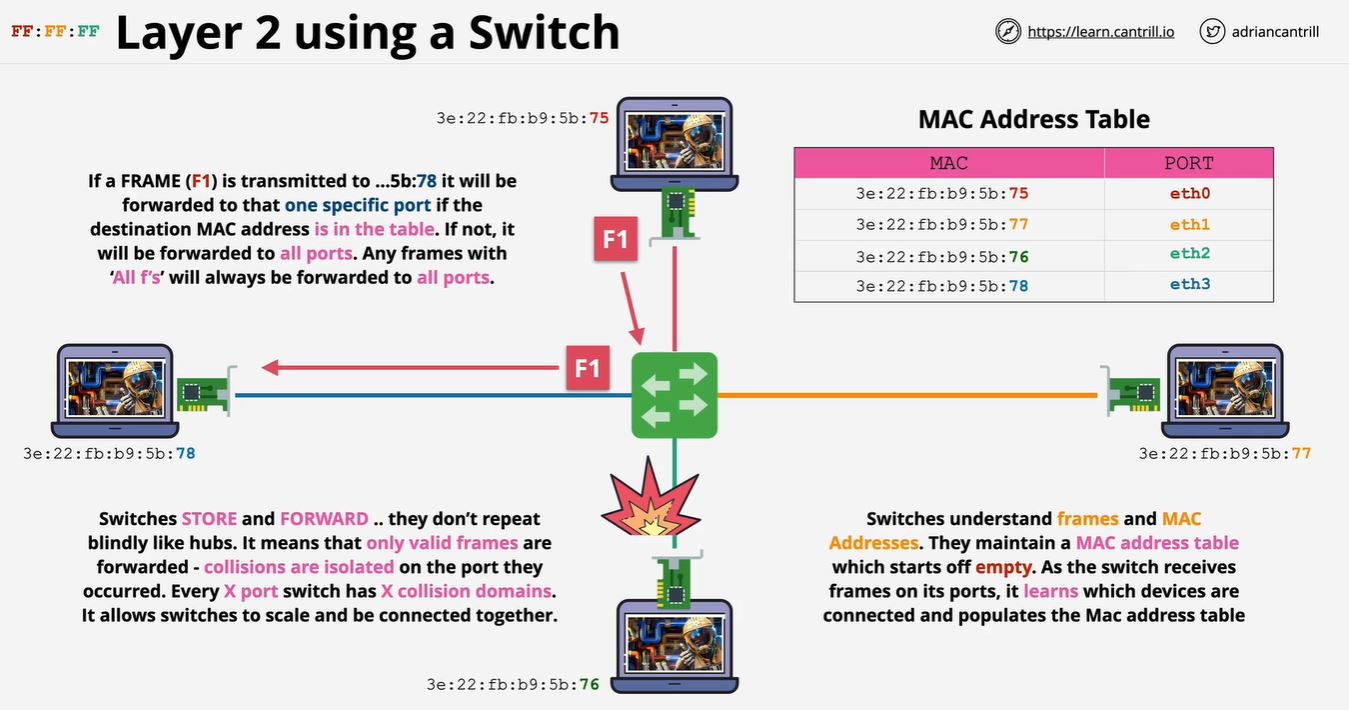 FF:FF:FF Layer 2 using a Switch
https://learn.cantrill.io adriancantrill
3e:22:fb:b9:5b:75
If a FRAME (F1) is transmitted to ...5b:78 it will be
forwarded to that one specific port if the
destination MAC address is in the table. If not, it
will be forwarded to all ports. Any frames with
‘All f’s’ will always be forwarded to all ports.
MAC Address Table
MAC PORT
3e:22:fb:b9:5b:75 eth0
3e:22:fb:b9:5b:77 eth1
3e:22:fb:b9:5b:76 eth2
3e:22:fb:b9:5b:78 eth3
F1
F1
3e:22:fb:b9:5b:78
3e:22:fb:b9:5b:77
Switches STORE and FORWARD .. they don’t repeat
blindly like hubs. It means that only valid frames are
forwarded - collisions are isolated on the port they
occurred. Every X port switch has X collision domains.
It allows switches to scale and be connected together.
Switches understand frames and MAC
Addresses. They maintain a MAC address table
which starts off empty. As the switch receives
frames on its ports, it learns which devices are
connected and populates the Mac address table
3e:22:fb:b9:5b:76